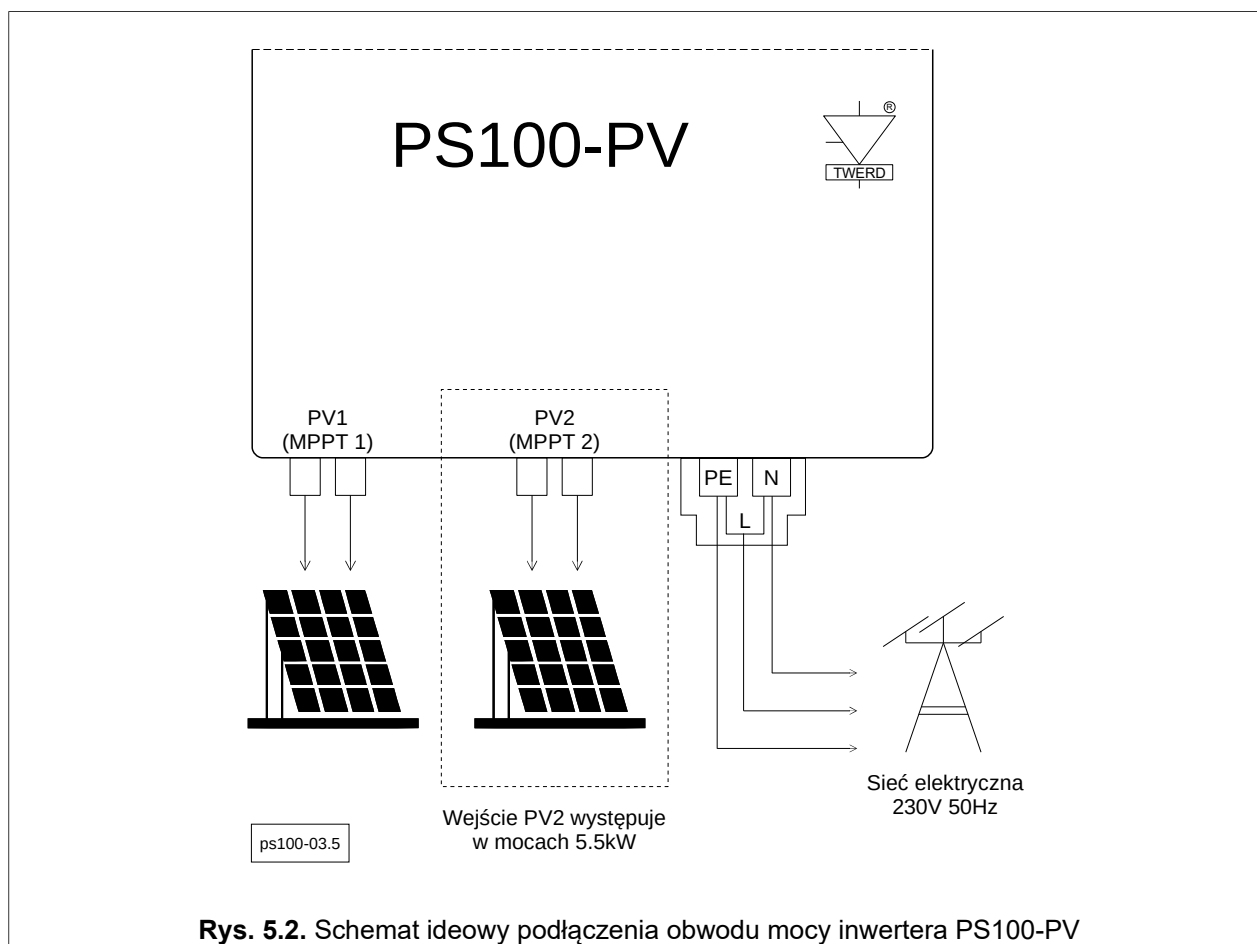 PS100-PV
®
TWERD
PV1
(MPPT 1)
PV2
(MPPT 2)
PE
N
L
Sieć elektryczna
230V 50Hz
Wejście PV2 występuje
w mocach 5.5kW
ps100-03.5
Rys. 5.2. Schemat ideowy podłączenia obwodu mocy inwertera PS100-PV